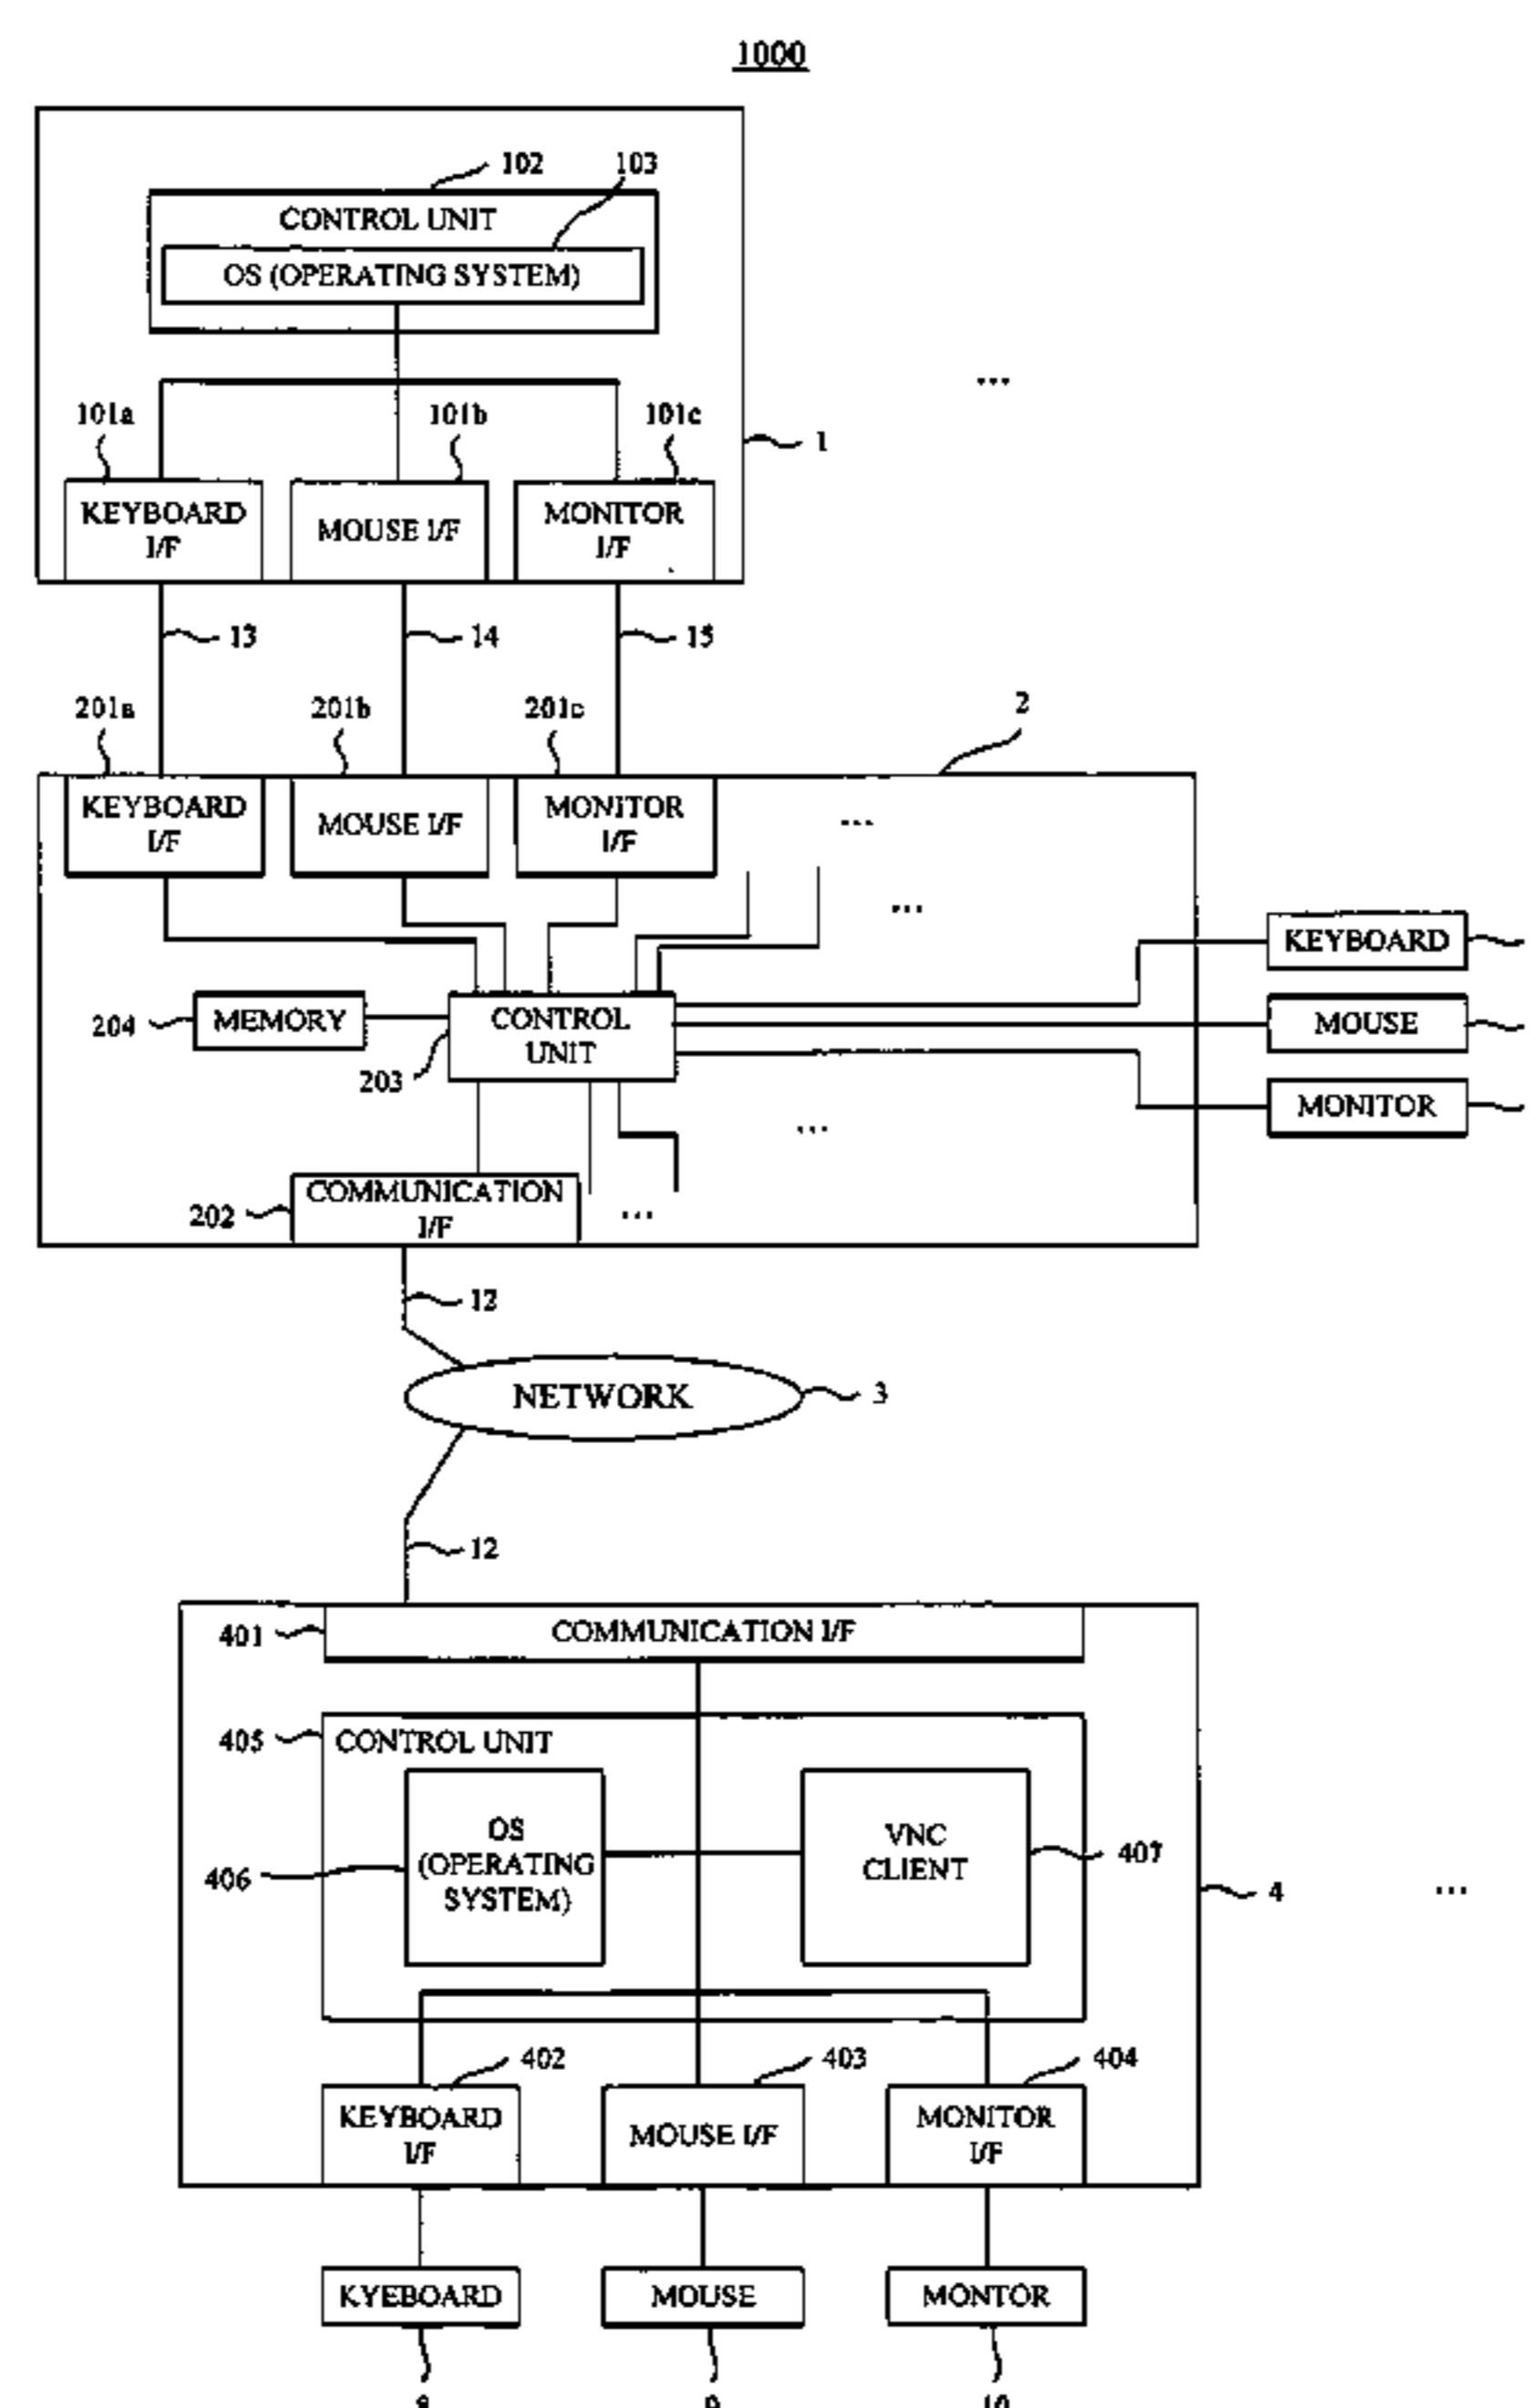 1000
102
103
CONTROL UNIT
OS (OPERATING SYSTEM)
...
101a
101b
101c
1
KEYBOARD
I/F
MOUSE I/F
MONITOR
I/F
13
14
15
201a
201b
201c
2
KEYBOARD
I/F
MOUSE I/F
MONITOR
I/F
...
...
KEYBOARD
204
MEMORY
CONTROL
UNIT
MOUSE
203
MONITOR
...
202
COMMUNICATION
I/F
...
12
NETWORK
3
12
401
COMMUNICATION I/F
405
CONTROL UNIT
OS
(OPERATING
SYSTEM)
VNC
CLIENT
406
407
4
...
402
403
404
KEYBOARD
I/F
MOUSE I/F
MONITOR
I/F
KYEBOARD
MOUSE
MONTOR
8
9
10